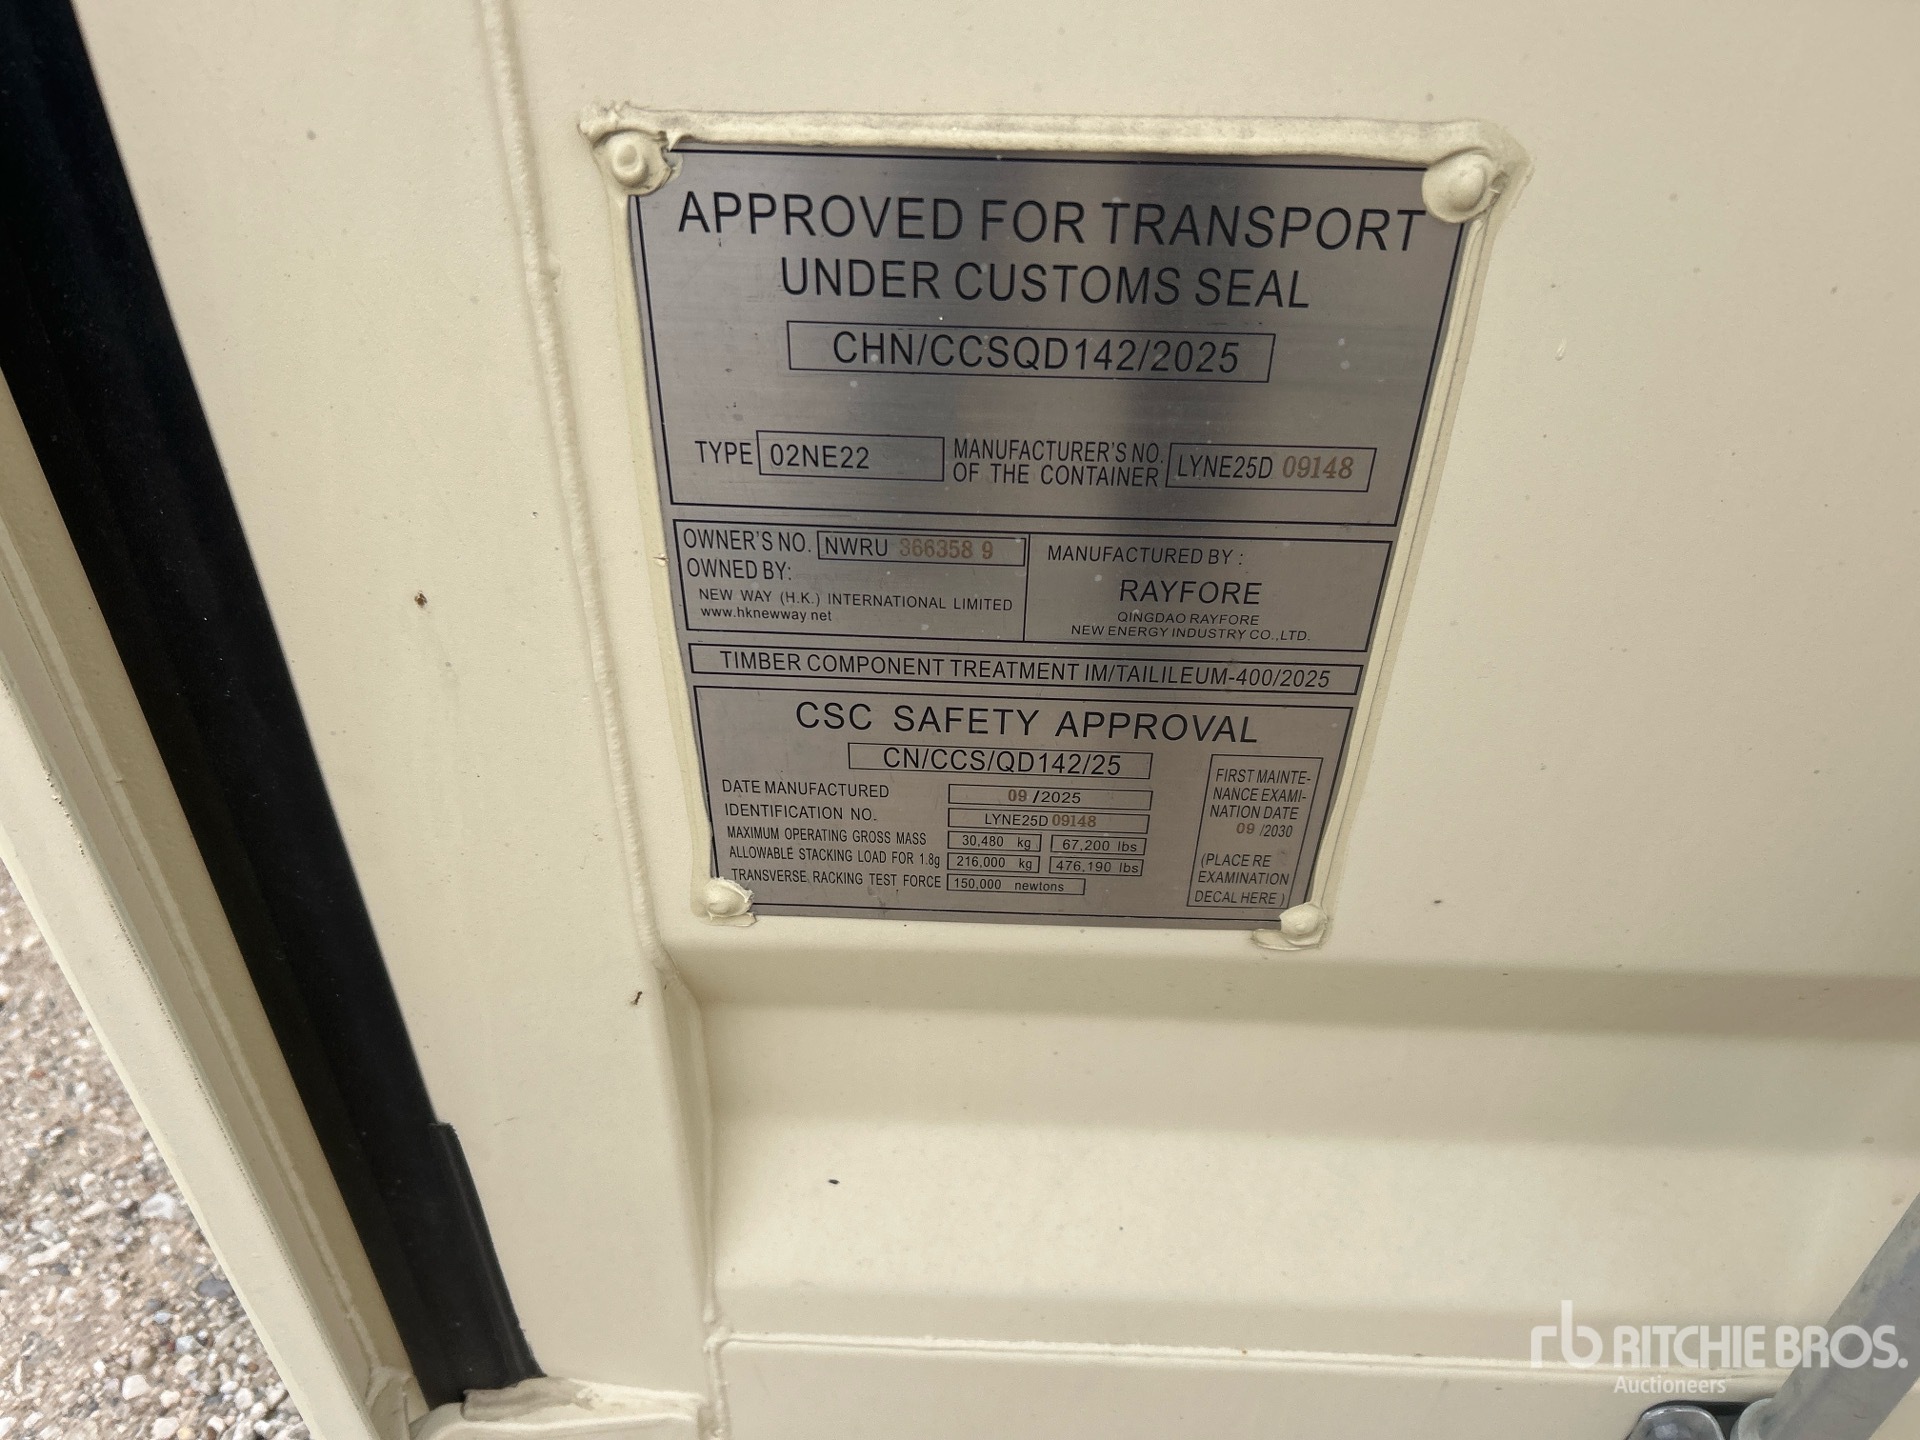 APPROVED FOR TRANSPORT
UNDER CUSTOMS SEAL
CHN/CCSQD142/2025
TYPE 02NE22
MANUFACTURER'S NO.
OF THE CONTAINER
LYNE25D 09148
OWNER'S NO. NWRU 366358 9
OWNED BY:
NEW WAY (H.K.) INTERNATIONAL LIMITED
www.hknewway.net
MANUFACTURED BY :
RAYFORE
QINGDAO RAYFORE
NEW ENERGY INDUSTRY CO.,LTD.
TIMBER COMPONENT TREATMENT IM/TAILILEUM-400/2025
CSC SAFETY APPROVAL
CN/CCS/QD142/25
DATE MANUFACTURED 09 /2025
IDENTIFICATION NO. LYNE25D 09148
MAXIMUM OPERATING GROSS MASS 30,480 kg 67,200 lbs
ALLOWABLE STACKING LOAD FOR 1.8g 216,000 kg 476,190 lbs
TRANSVERSE RACKING TEST FORCE 150,000 newtons
FIRST MAINTE-
NANCE EXAMI-
NATION DATE
09 /2030
(PLACE RE
EXAMINATION
DECAL HERE )
rb RITCHIE BROS.
Auctioneers